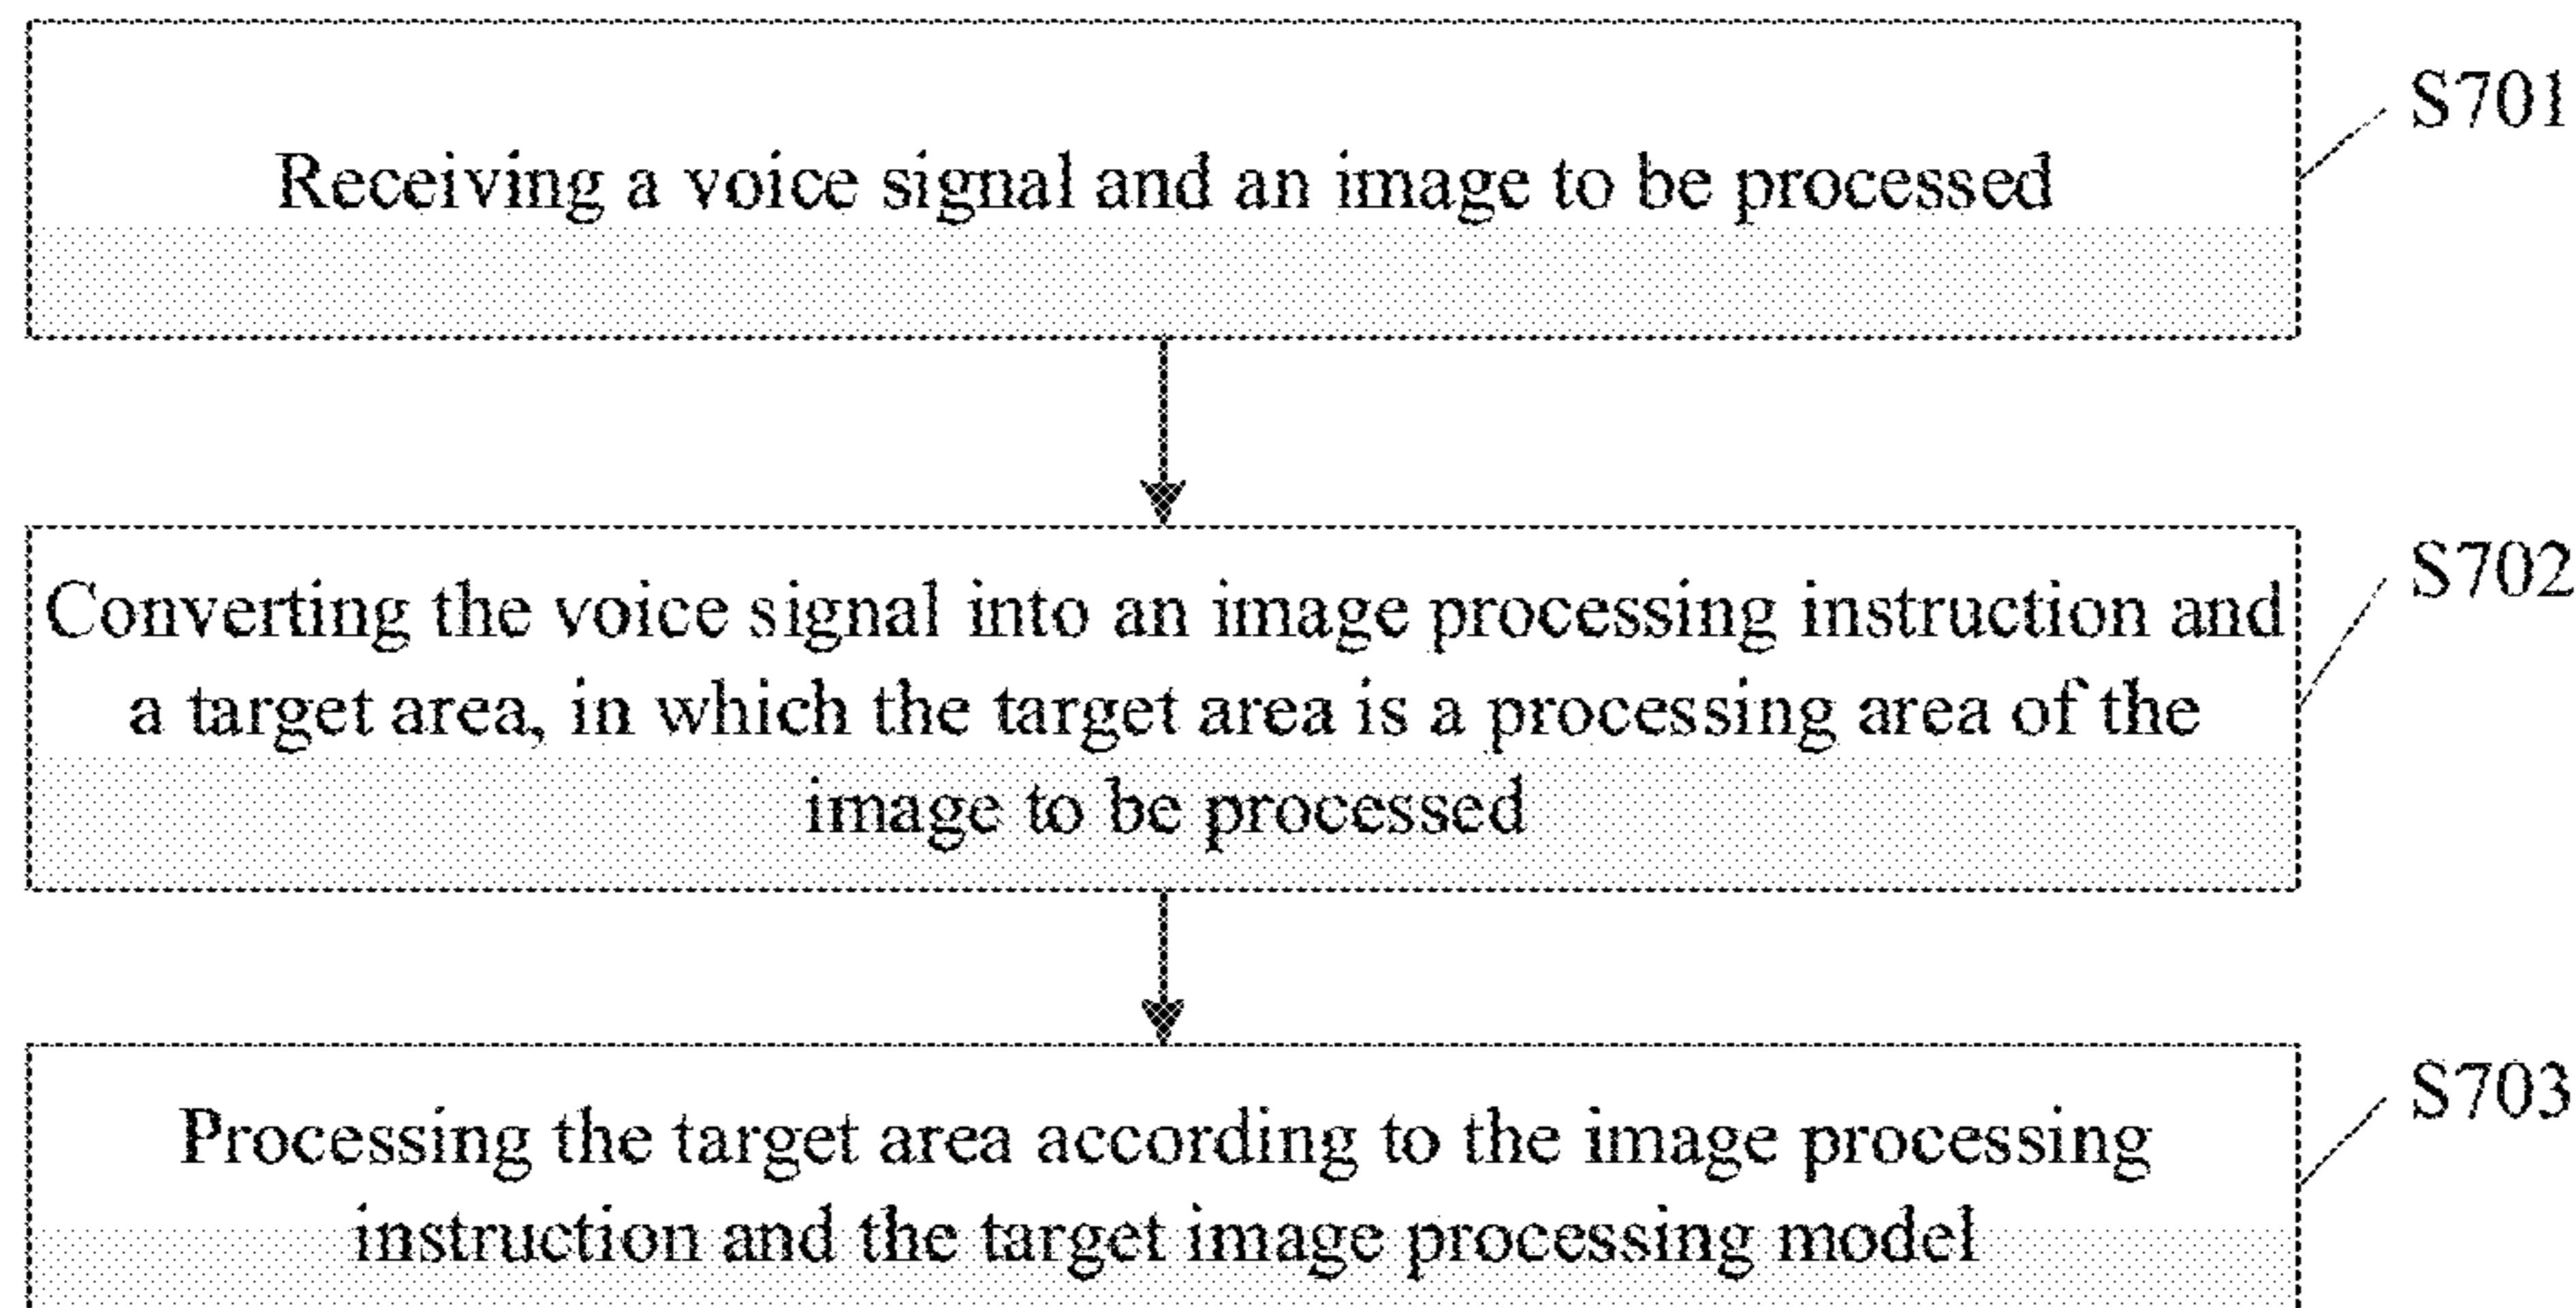 Receiving a voice signal and an image to be processed
S701
Converting the voice signal into an image processing instruction and
a target area, in which the target area is a processing area of the
image to be processed
S702
Processing the target area according to the image processing
instruction and the target image processing model
S703